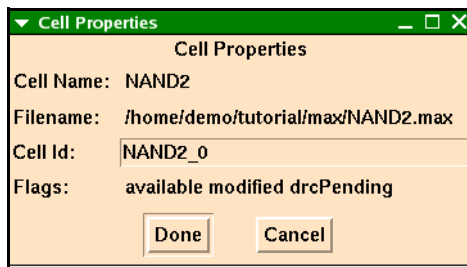 Cell Properties
Cell Properties
Cell Name: NAND2
Filename: /home/demo/tutorial/max/NAND2.max
Cell Id: NAND2_0
Flags: available modified drcPending
Done Cancel